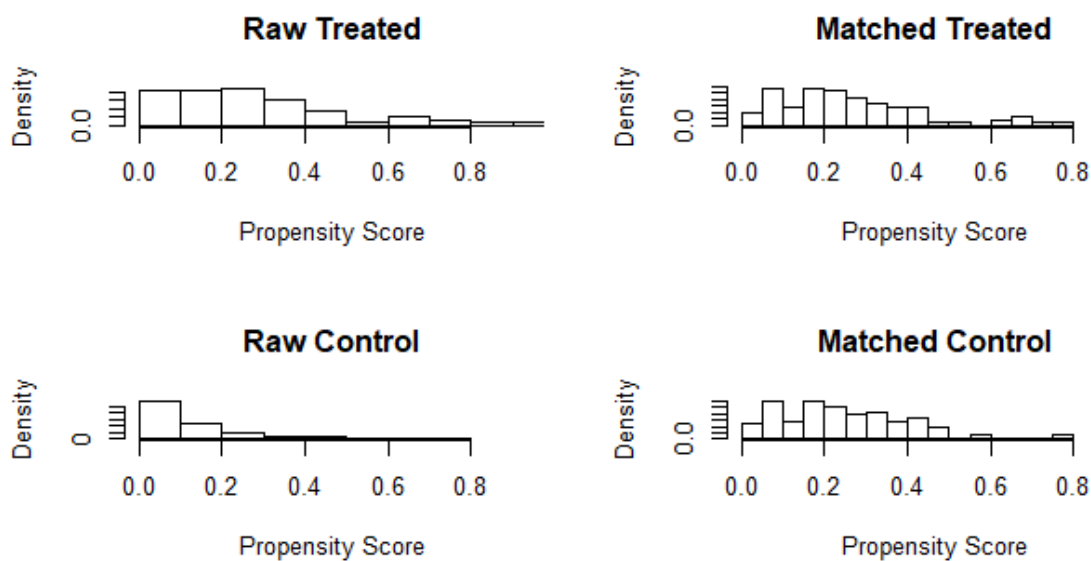 Raw Treated
Density
0.0
0.0 0.2 0.4 0.6 0.8
Propensity Score
Matched Treated
Density
0.0
0.0 0.2 0.4 0.6 0.8
Propensity Score
Raw Control
Density
0
0.0 0.2 0.4 0.6 0.8
Propensity Score
Matched Control
Density
0.0
0.0 0.2 0.4 0.6 0.8
Propensity Score